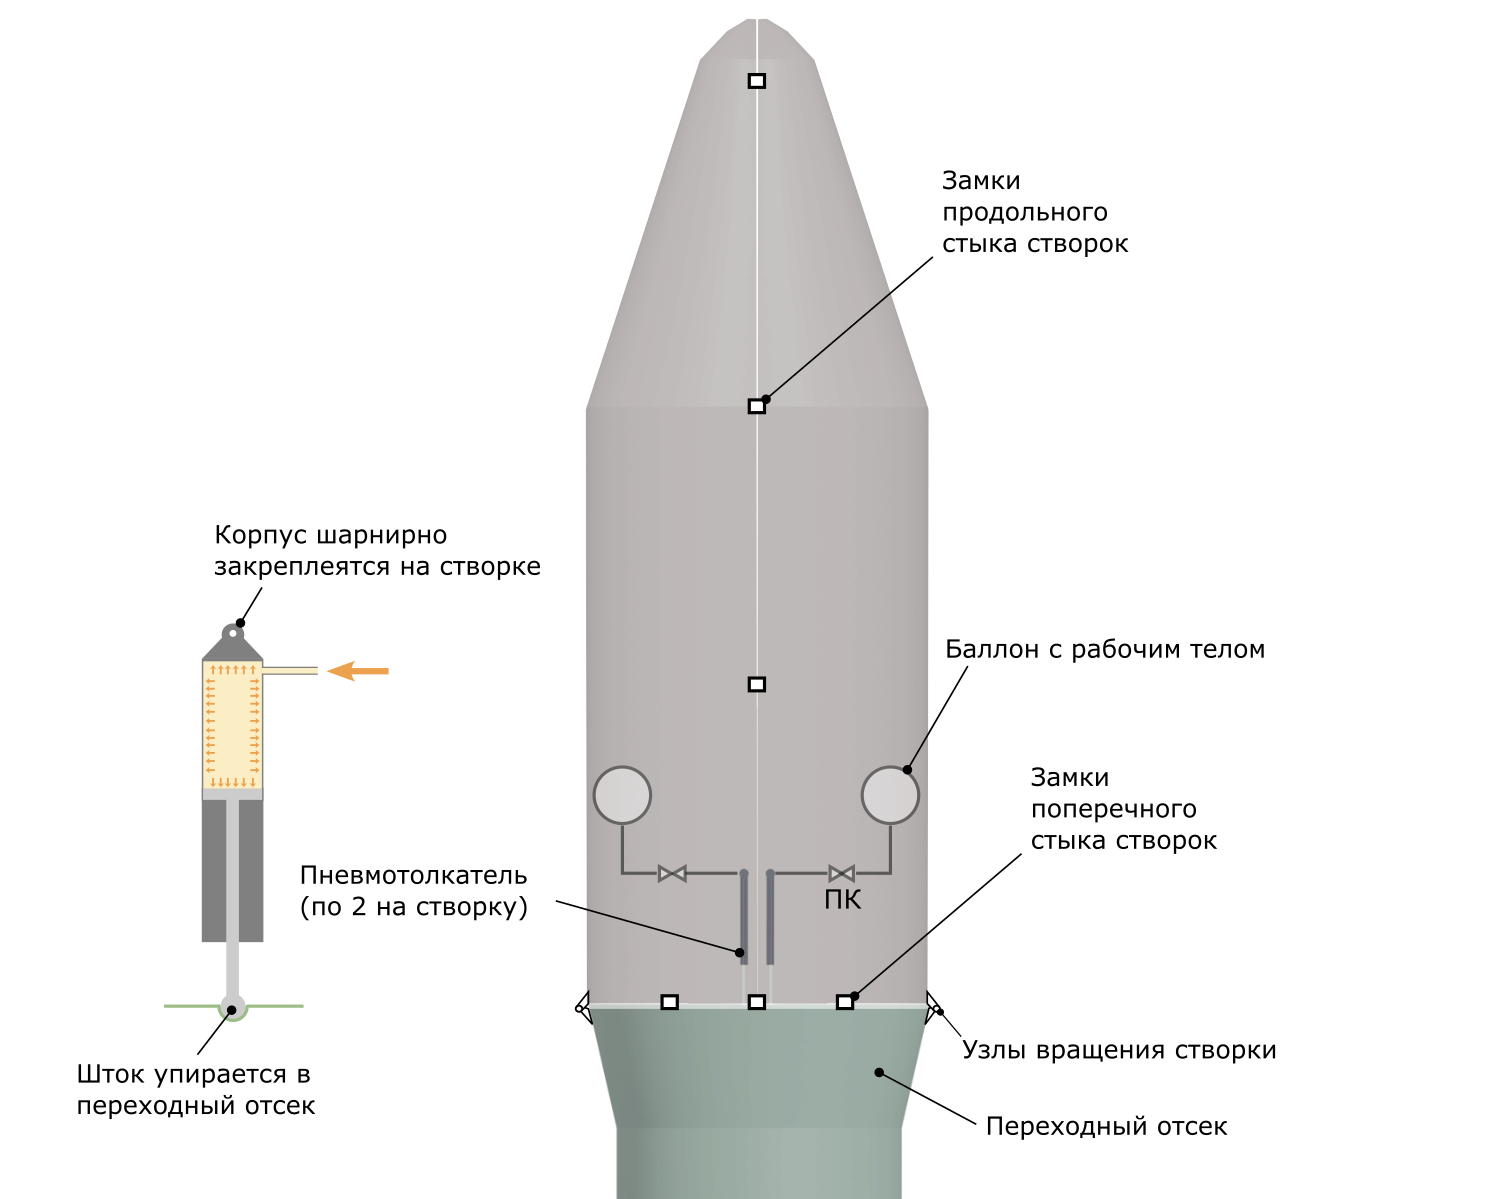 Замки
продольного
стыка створок
Корпус шарнирно
закреплеятся на створке
Баллон с рабочим телом
Замки
поперечного
стыка створок
Пневмотолкатель
(по 2 на створку)
ПК
Узлы вращения створки
Шток упирается в
переходный отсек
Переходный отсек